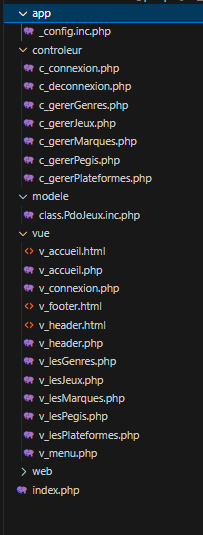 app
_config.inc.php
controleur
c_connexion.php
c_deconnexion.php
c_gererGenres.php
c_gererJeux.php
c_gererMarques.php
c_gererPegis.php
c_gererPlateformes.php
modele
class.PdoJeux.inc.php
vue
v_accueil.html
v_accueil.php
v_connexion.php
v_footer.html
v_header.html
v_header.php
v_lesGenres.php
v_lesJeux.php
v_lesMarques.php
v_lesPegis.php
v_lesPlateformes.php
v_menu.php
web
index.php